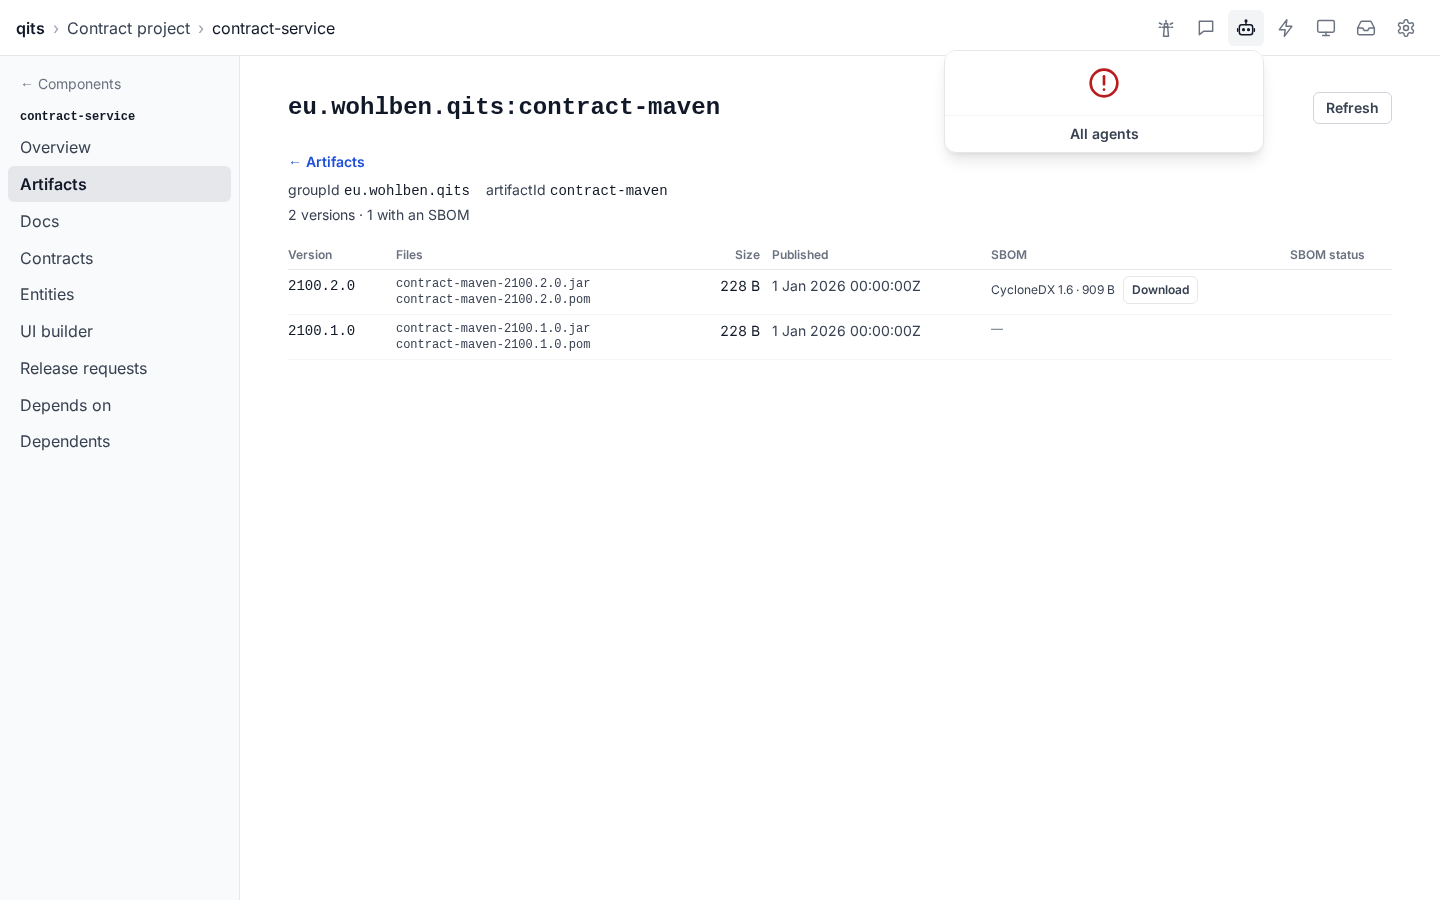 qits › Contract project › contract-service
← Components
contract-service
Overview
Artifacts
Docs
Contracts
Entities
UI builder
Release requests
Depends on
Dependents
All agents
eu.wohlben.qits:contract-maven
Refresh
← Artifacts
groupId eu.wohlben.qits artifactId contract-maven
2 versions · 1 with an SBOM
Version Files Size Published SBOM SBOM status
2100.2.0 contract-maven-2100.2.0.jar 228 B 1 Jan 2026 00:00:00Z CycloneDX 1.6 · 909 B Download
contract-maven-2100.2.0.pom
2100.1.0 contract-maven-2100.1.0.jar 228 B 1 Jan 2026 00:00:00Z —
contract-maven-2100.1.0.pom